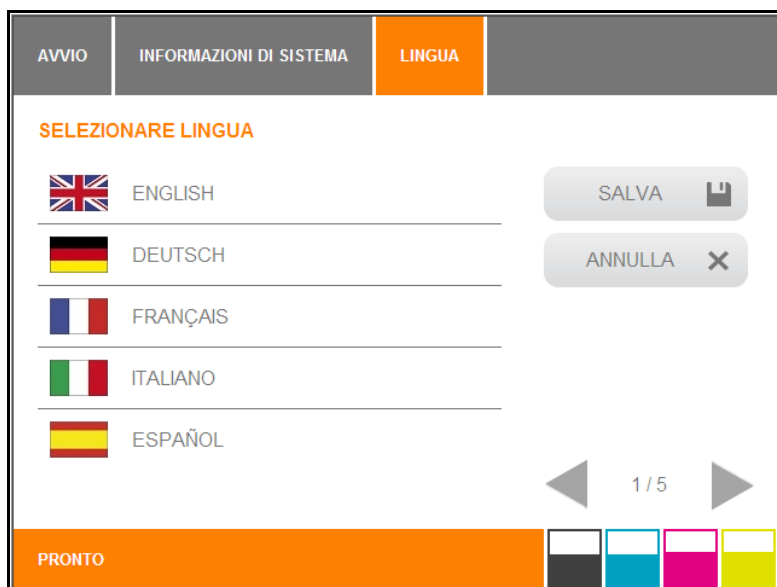 AVVIO
INFORMAZIONI DI SISTEMA
LINGUA
SELEZIONARE LINGUA
ENGLISH
DEUTSCH
FRANÇAIS
ITALIANO
ESPAÑOL
SALVA
ANNULLA
1 / 5
PRONTO